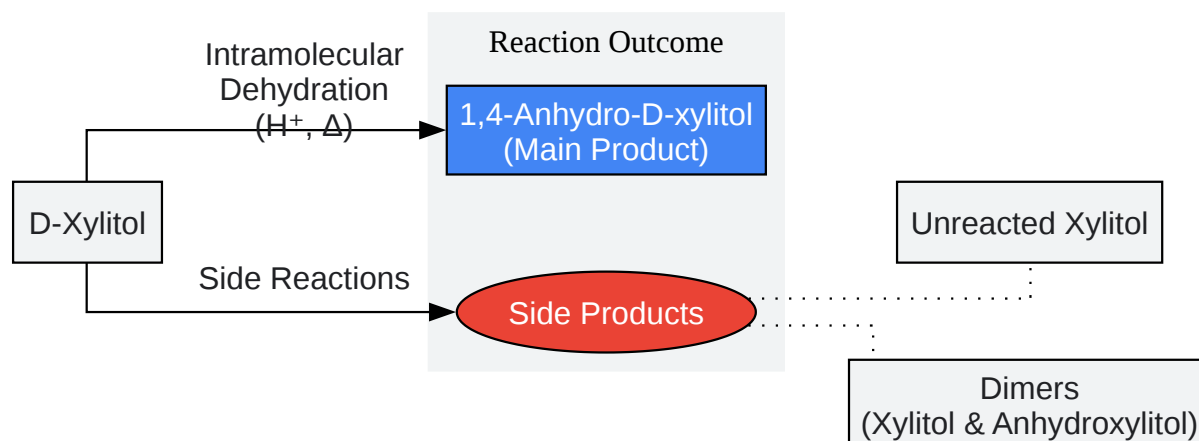 Reaction Outcome
Intramolecular
Dehydration
(H⁺, Δ)
1,4-Anhydro-D-xylitol
(Main Product)
D-Xylitol
Unreacted Xylitol
Side Reactions
Side Products
Dimers
(Xylitol & Anhydroxylitol)